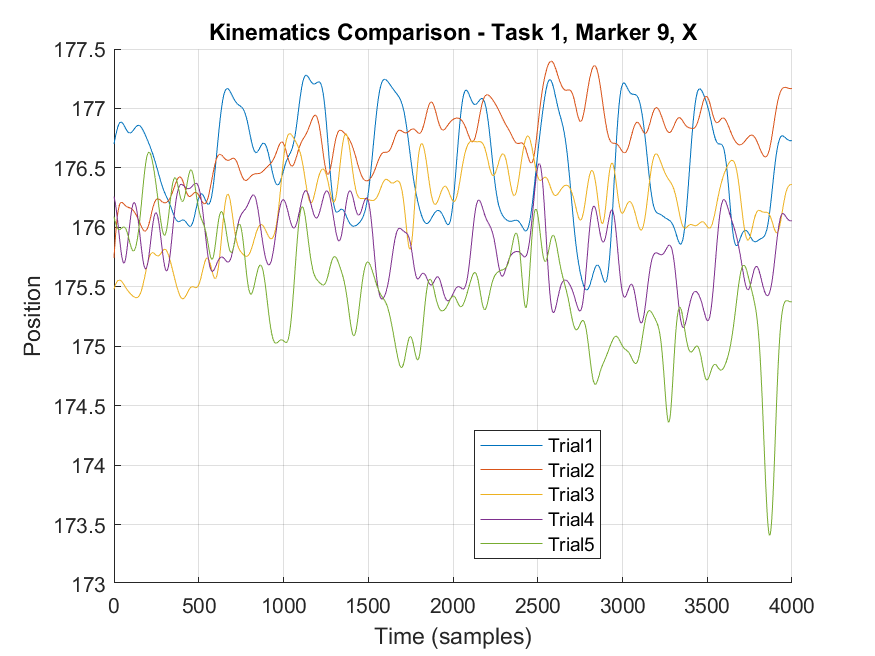 Kinematics Comparison - Task 1, Marker 9, X
177.5
177
176.5
176
175.5
175
174.5
174
173.5
173
Position
Trial1
Trial2
Trial3
Trial4
Trial5
0 500 1000 1500 2000 2500 3000 3500 4000
Time (samples)